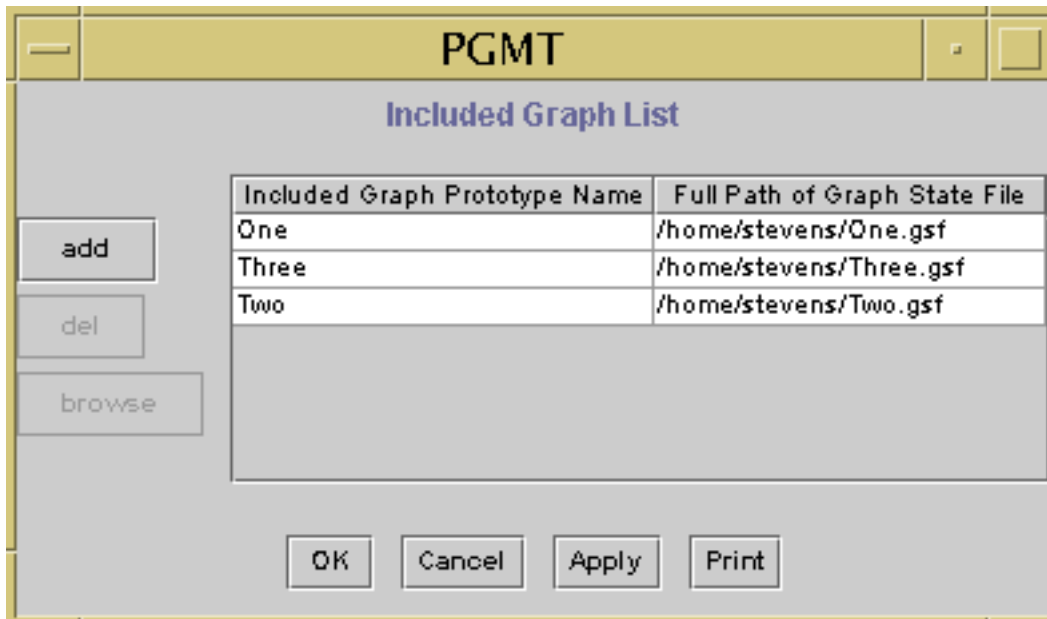 PGMT
Included Graph List
Included Graph Prototype Name Full Path of Graph State File
One /home/stevens/One.gsf
Three /home/stevens/Three.gsf
Two /home/stevens/Two.gsf
add
del
browse
OK Cancel Apply Print